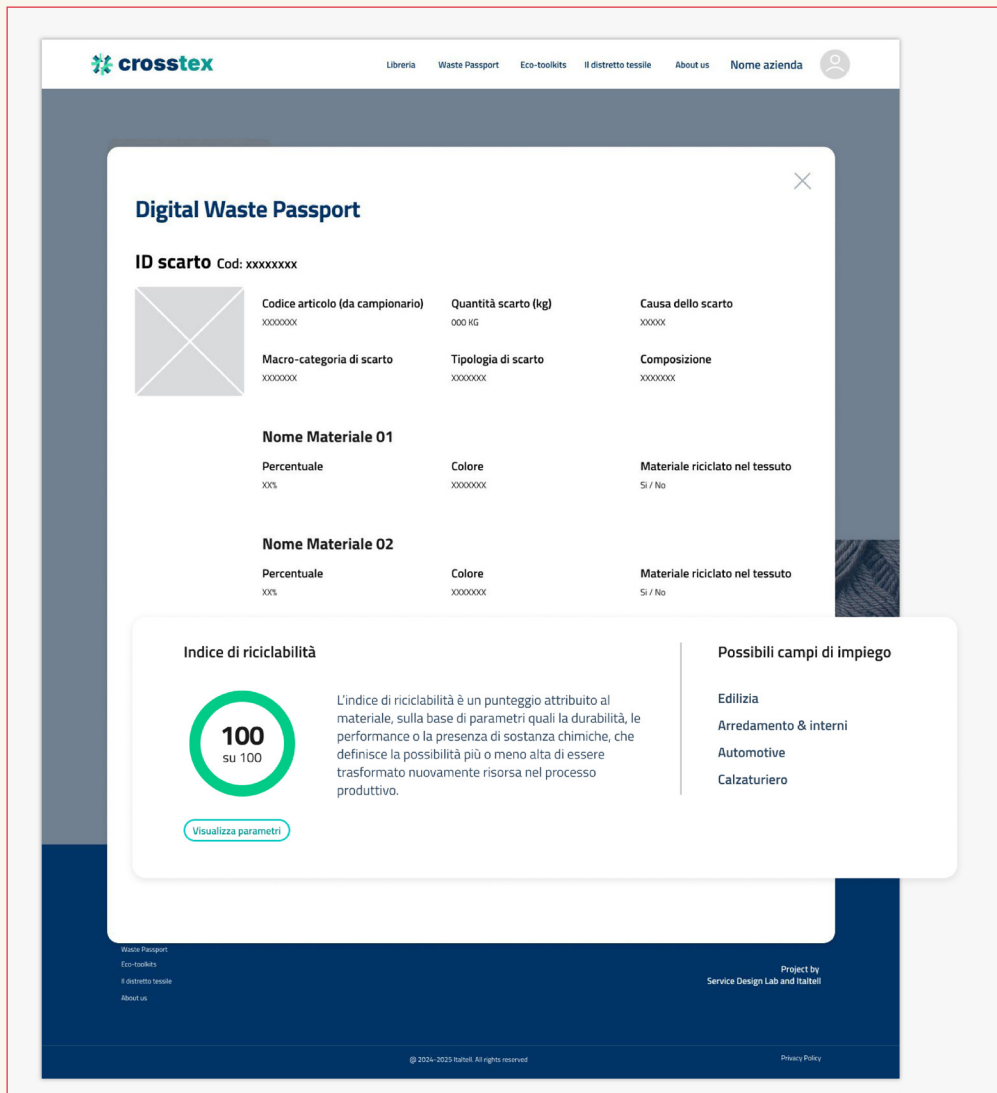 crosstex
Libreria
Waste Passport
Eco-toolkits
Il distretto tessile
About us
Nome azienda
Digital Waste Passport
ID scarto Cod: xxxxxxxx
Codice articolo (da campionario)
XXXXXXX
Quantità scarto (kg)
000 KG
Causa dello scarto
XXXXX
Macro-categoria di scarto
XXXXXXX
Tipologia di scarto
XXXXXXX
Composizione
XXXXXXX
Nome Materiale 01
Percentuale
XX%
Colore
XXXXXXX
Materiale riciclato nel tessuto
Si / No
Nome Materiale 02
Percentuale
XX%
Colore
XXXXXXX
Materiale riciclato nel tessuto
Si / No
Indice di riciclabilità
100
su 100
Visualizza parametri
L’indice di riciclabilità è un punteggio attribuito al
materiale, sulla base di parametri quali la durabilità, le
performance o la presenza di sostanza chimiche, che
definisce la possibilità più o meno alta di essere
trasformato nuovamente risorsa nel processo
produttivo.
Possibili campi di impiego
Edilizia
Arredamento & interni
Automotive
Calzaturiero
Waste Passport
Eco-toolkits
Il distretto tessile
About us
Project by
Service Design Lab and Italtell
@ 2024-2025 Italtell. All rights reserved
Privacy Policy